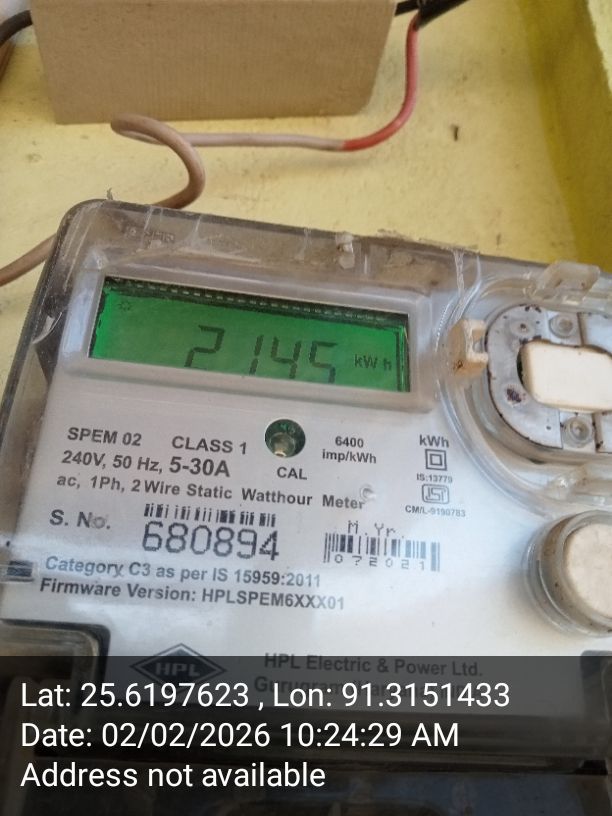 2145 kWh
SPEM 02 CLASS 1
240V, 50 Hz, 5-30A
ac, 1Ph, 2 Wire Static Watthour Meter
CAL
6400
imp/kWh
kWh
IS:13779
ISI
CM/L-9190783
S. No. 680894
M Yr.
072021
Category C3 as per IS 15959:2011
Firmware Version: HPLSPEM6XXX01
HPL
HPL Electric & Power Ltd.
Lat: 25.6197623 , Lon: 91.3151433
Date: 02/02/2026 10:24:29 AM
Address not available